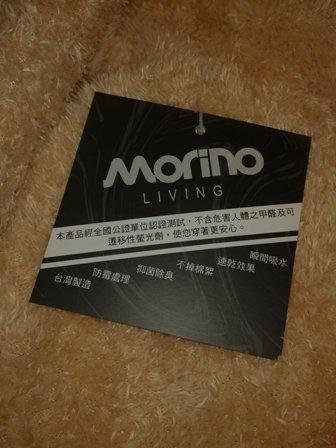 morino
LIVING
本產品經全國公證單位認證測試，不含危害人體之甲醛及可
遷移性螢光劑，使您穿著更安心。
台灣製造 防霉處理 抑菌除臭 不掉棉絮 速乾效果 瞬間吸水